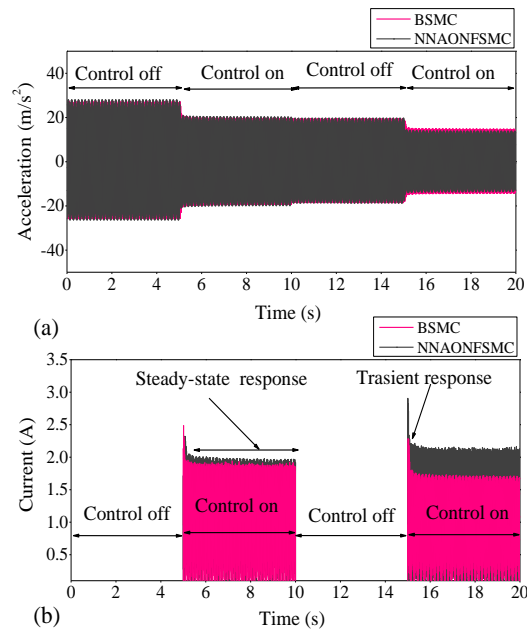 BSMC
NNAONFSMC
40
20
0
-20
-40
Acceleration (m/s²)
Control off
Control on
Control off
Control on
0 2 4 6 8 10 12 14 16 18 20
Time (s)
(a)
BSMC
NNAONFSMC
3.5
3.0
2.5
2.0
1.5
1.0
0.5
Current (A)
Steady-state response
Trasient response
Control off
Control on
Control off
Control on
0 2 4 6 8 10 12 14 16 18 20
Time (s)
(b)